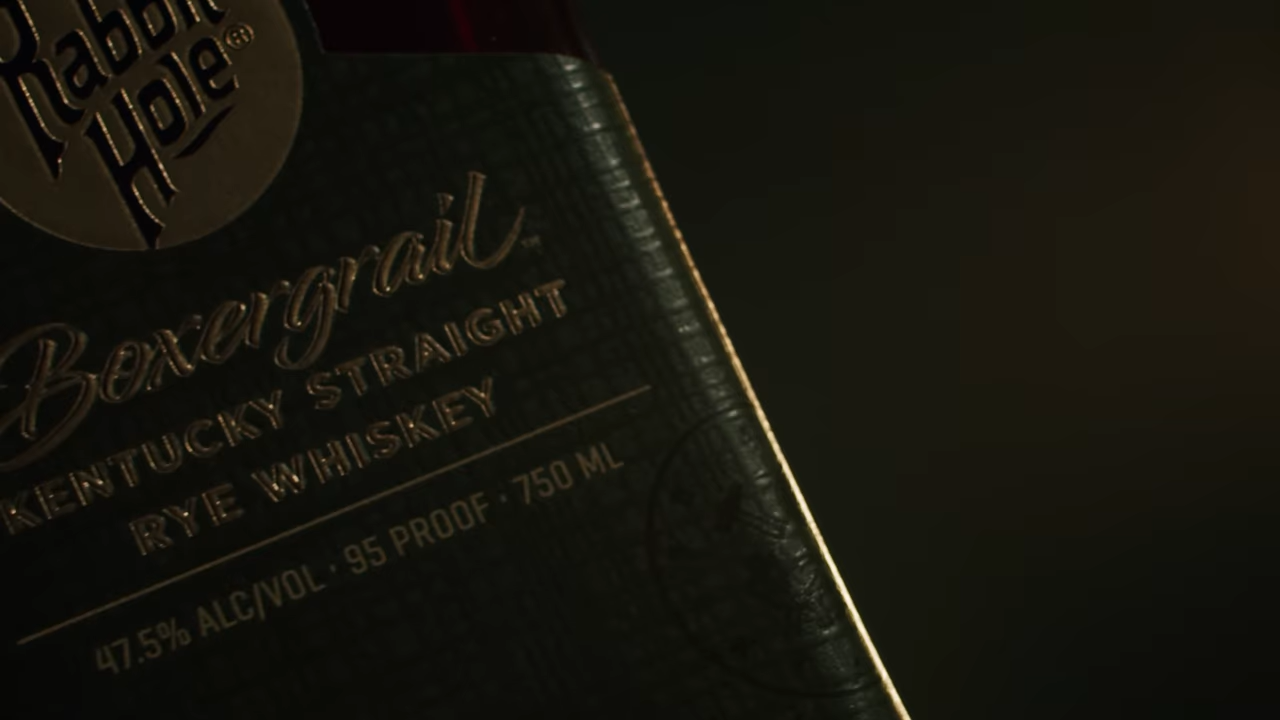 Rabbit
Hole®
Boxergrail™
KENTUCKY STRAIGHT
RYE WHISKEY
47.5% ALC/VOL · 95 PROOF · 750 ML